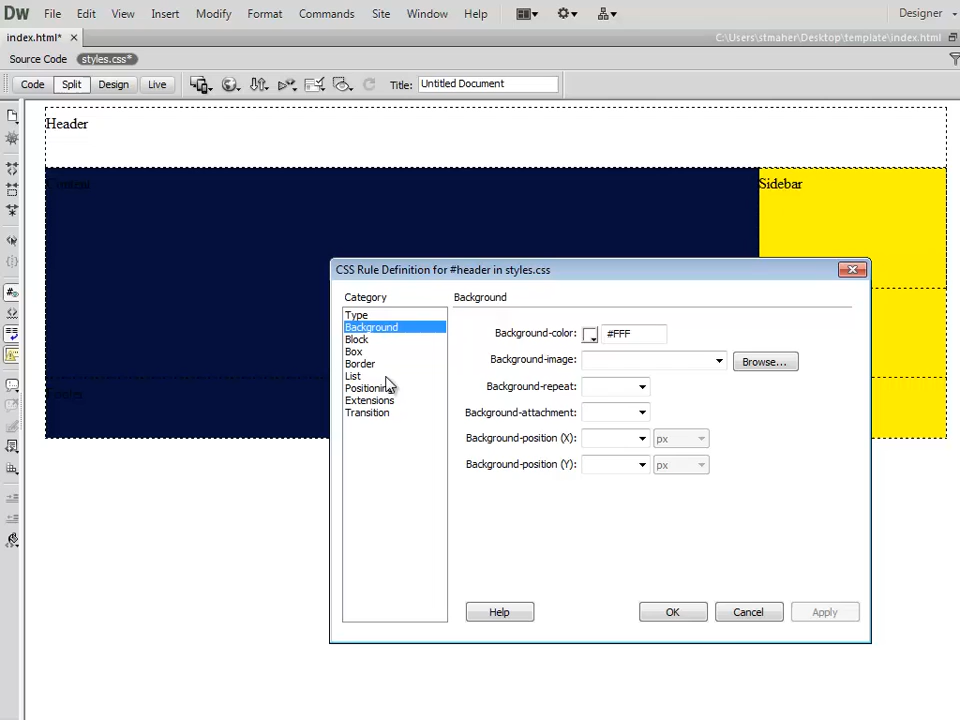 Dw File Edit View Insert Modify Format Commands Site Window Help Designer
index.html* C:\Users\stmaher\Desktop\template\index.html
Source Code styles.css*
Code Split Design Live Title: Untitled Document
Header
Content Sidebar
Footer
CSS Rule Definition for #header in styles.css
Category Background
Type
Background
Block
Box
Border
List
Positioning
Extensions
Transition
Background-color: #FFF
Background-image: Browse...
Background-repeat:
Background-attachment:
Background-position (X): px
Background-position (Y): px
Help OK Cancel Apply